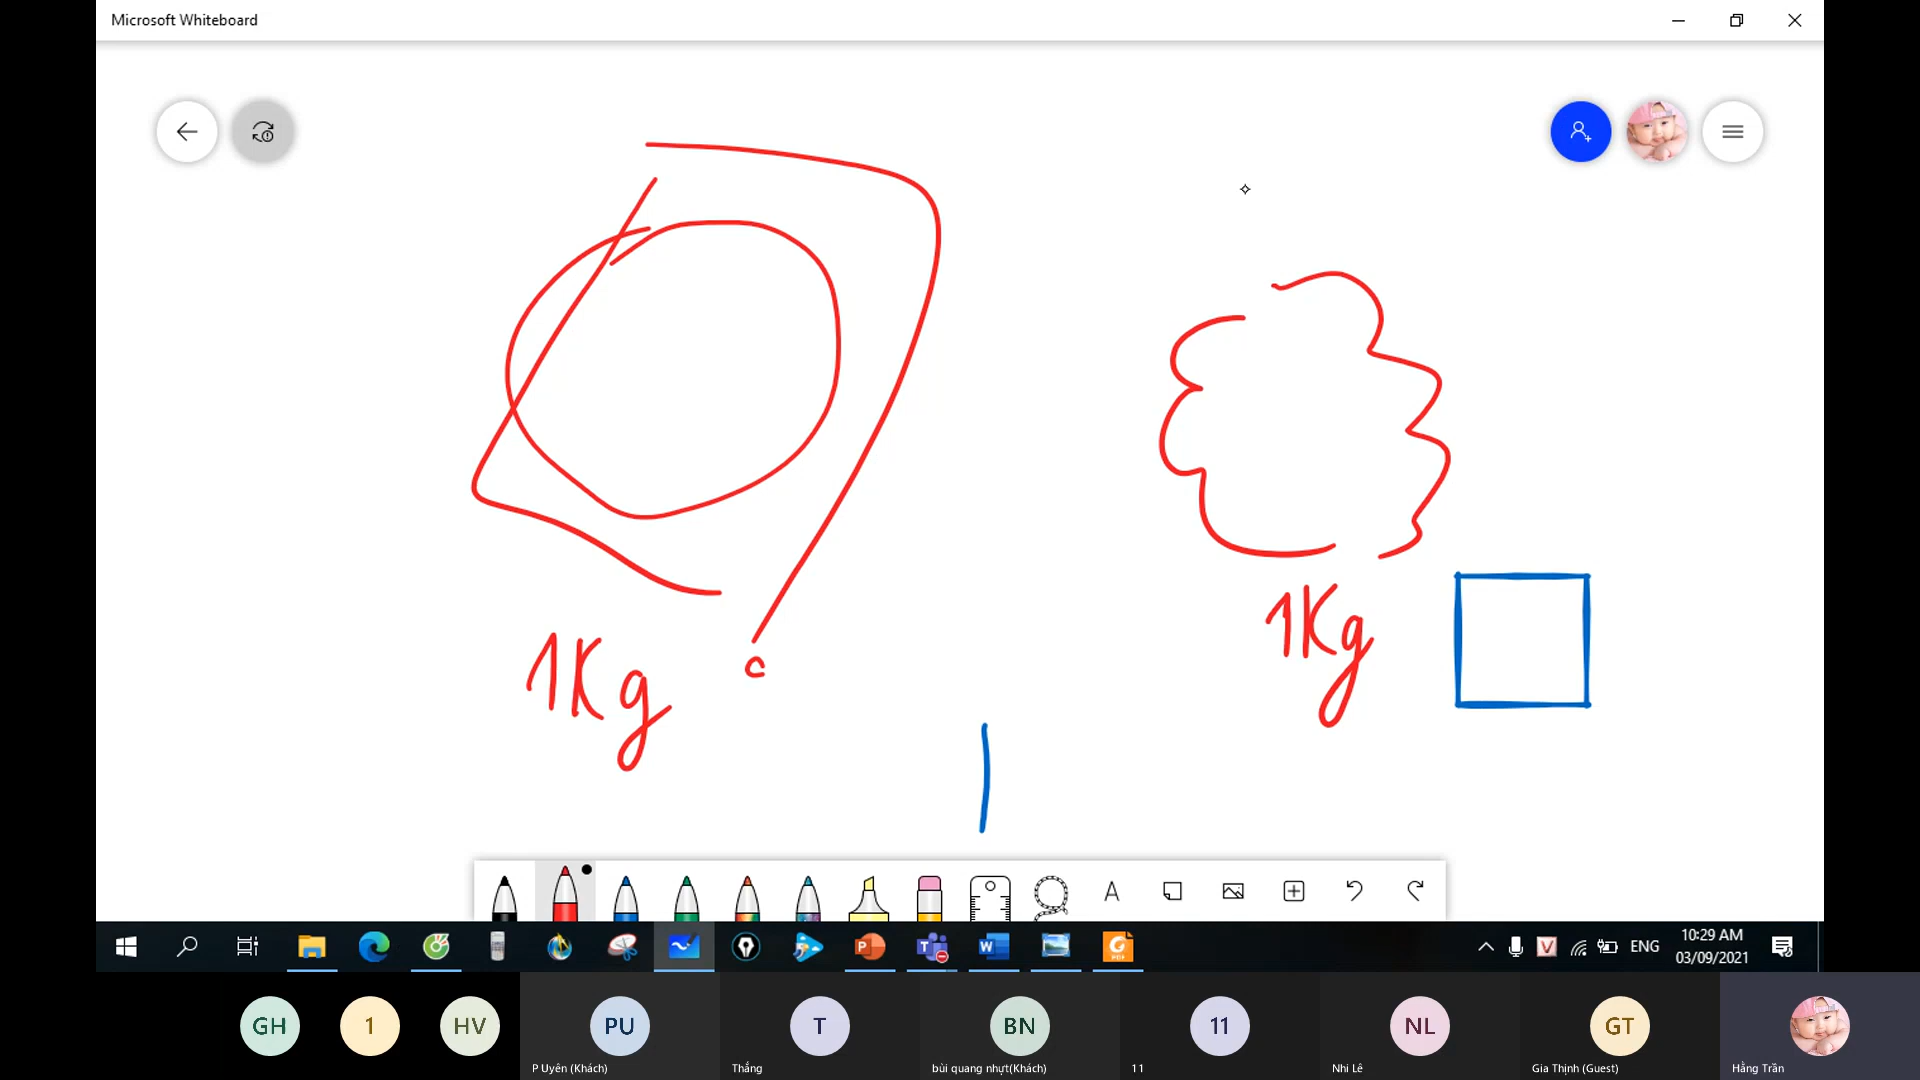 Microsoft Whiteboard
1Kg
1Kg
A
P
T
W
G
PDF
V
ENG
10:29 AM
03/09/2021
GH
1
HV
PU
T
BN
11
NL
GT
P Uyên (Khách)
Thắng
bùi quang nhựt(Khách)
11
Nhi Lê
Gia Thịnh (Guest)
Hằng Trần